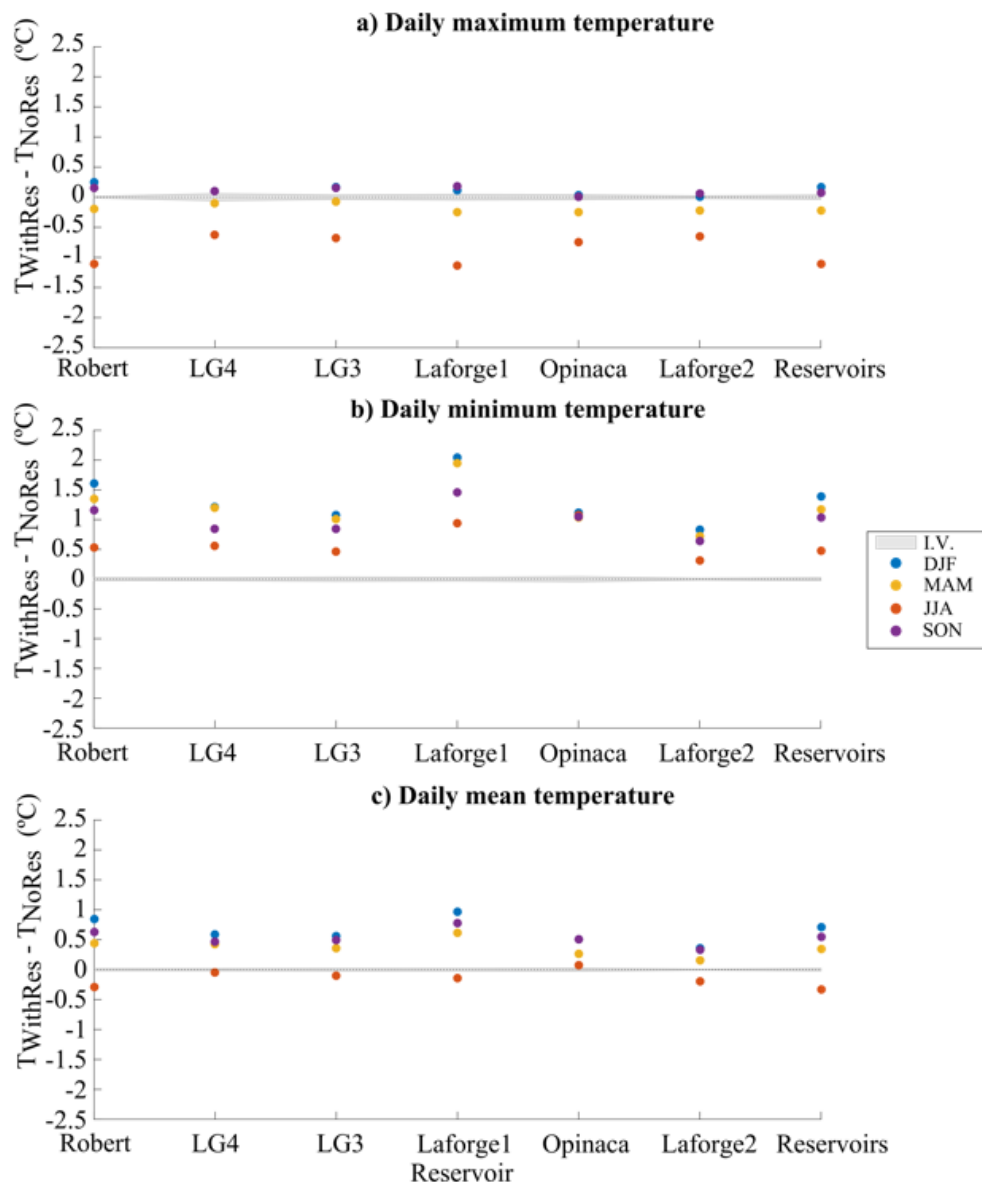 a) Daily maximum temperature
TWithRes - TNoRes (ºC)
2.5
2
1.5
1
0.5
0
-0.5
-1
-1.5
-2
-2.5
Robert LG4 LG3 Laforge1 Opinaca Laforge2 Reservoirs
b) Daily minimum temperature
TWithRes - TNoRes (ºC)
2.5
2
1.5
1
0.5
0
-0.5
-1
-1.5
-2
-2.5
Robert LG4 LG3 Laforge1 Opinaca Laforge2 Reservoirs
I.V.
DJF
MAM
JJA
SON
c) Daily mean temperature
TWithRes - TNoRes (ºC)
2.5
2
1.5
1
0.5
0
-0.5
-1
-1.5
-2
-2.5
Robert LG4 LG3 Laforge1 Opinaca Laforge2 Reservoirs
Reservoir